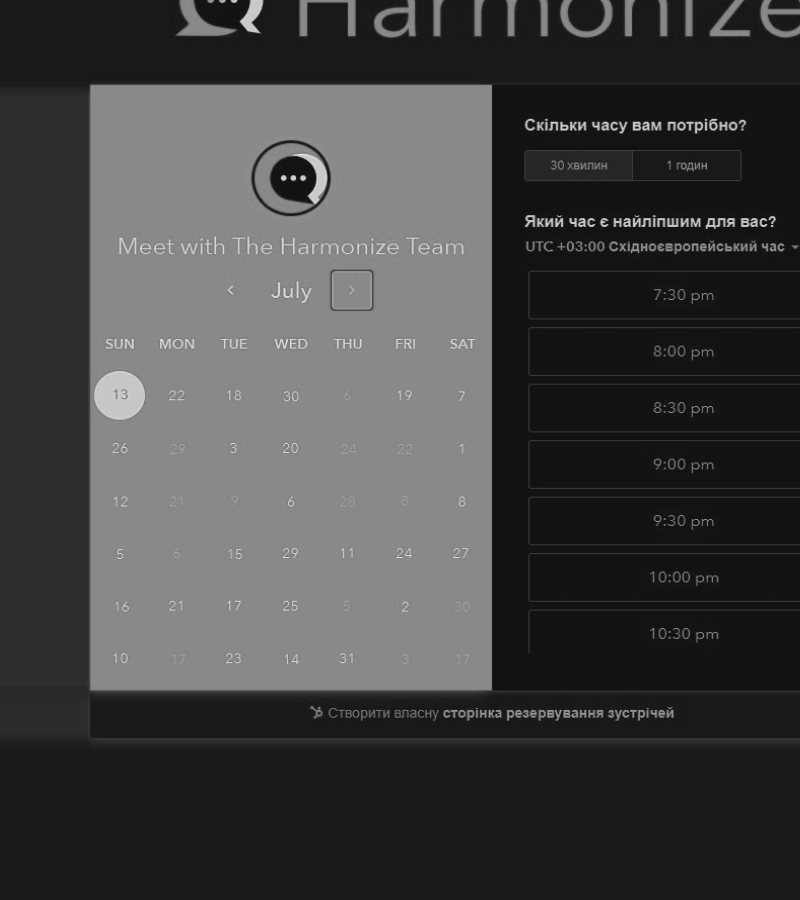 Harmonize
Meet with The Harmonize Team
July
SUN MON TUE WED THU FRI SAT
13 22 18 30 6 19 7
26 29 3 20 24 22 1
12 21 9 6 28 8 8
5 6 15 29 11 24 27
16 21 17 25 5 2 30
10 17 23 14 31 3 17
Скільки часу вам потрібно?
30 хвилин 1 годин
Який час є найліпшим для вас?
UTC +03:00 Східноєвропейський час
7:30 pm
8:00 pm
8:30 pm
9:00 pm
9:30 pm
10:00 pm
10:30 pm
Створити власну сторінка резервування зустрічей